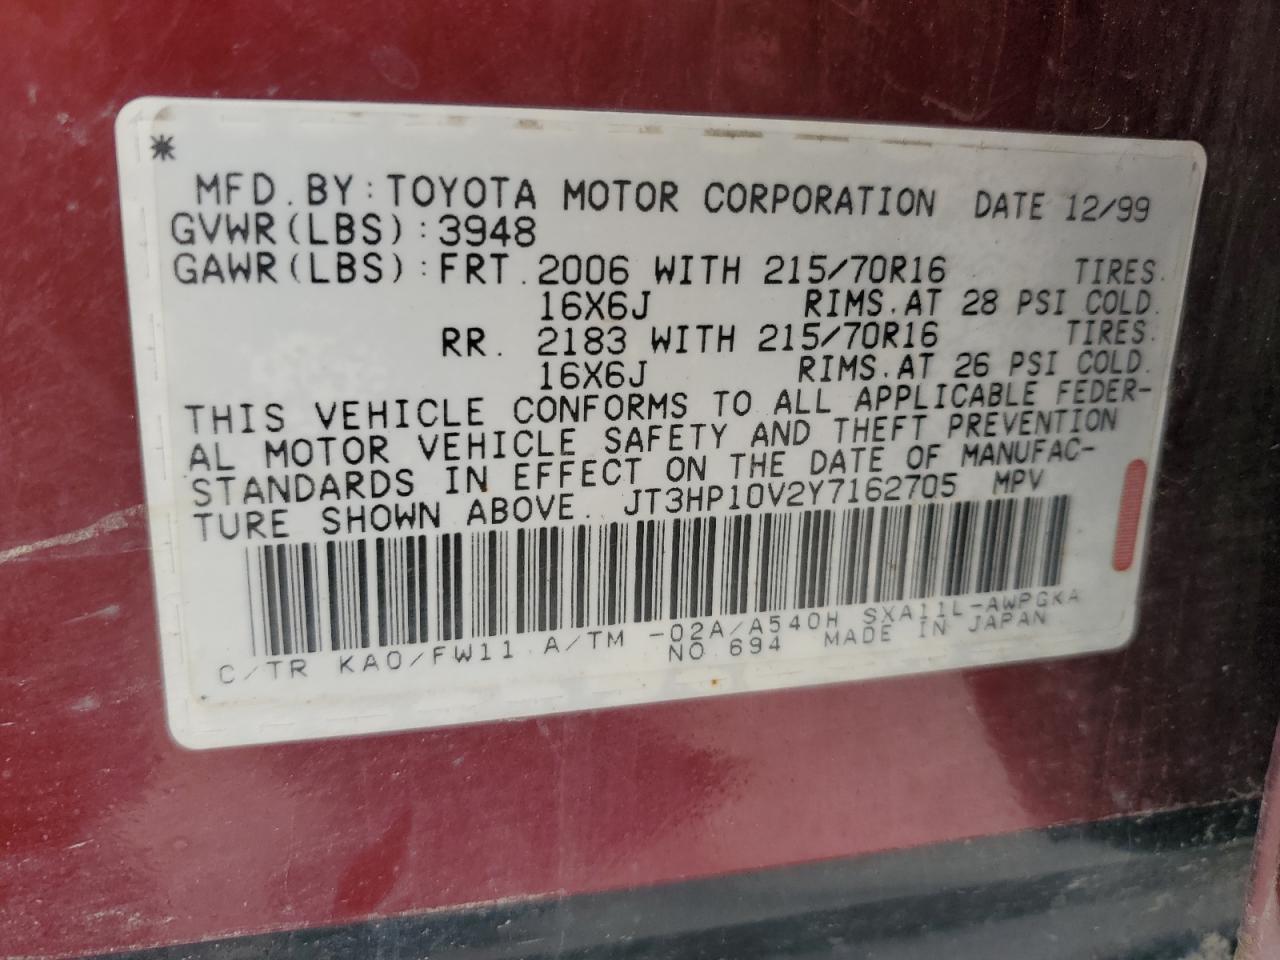 *
MFD.BY:TOYOTA MOTOR CORPORATION DATE 12/99
GVWR(LBS):3948
GAWR(LBS):FRT.2006 WITH 215/70R16 TIRES.
16X6J RIMS.AT 28 PSI COLD.
RR. 2183 WITH 215/70R16 TIRES.
16X6J RIMS.AT 26 PSI COLD.
THIS VEHICLE CONFORMS TO ALL APPLICABLE FEDER-
AL MOTOR VEHICLE SAFETY AND THEFT PREVENTION
STANDARDS IN EFFECT ON THE DATE OF MANUFAC-
TURE SHOWN ABOVE. JT3HP10V2Y7162705 MPV
C/TR KA0/FW11 A/TM -02A/A540H SXA11L-AWPGKA
NO.694 MADE IN JAPAN